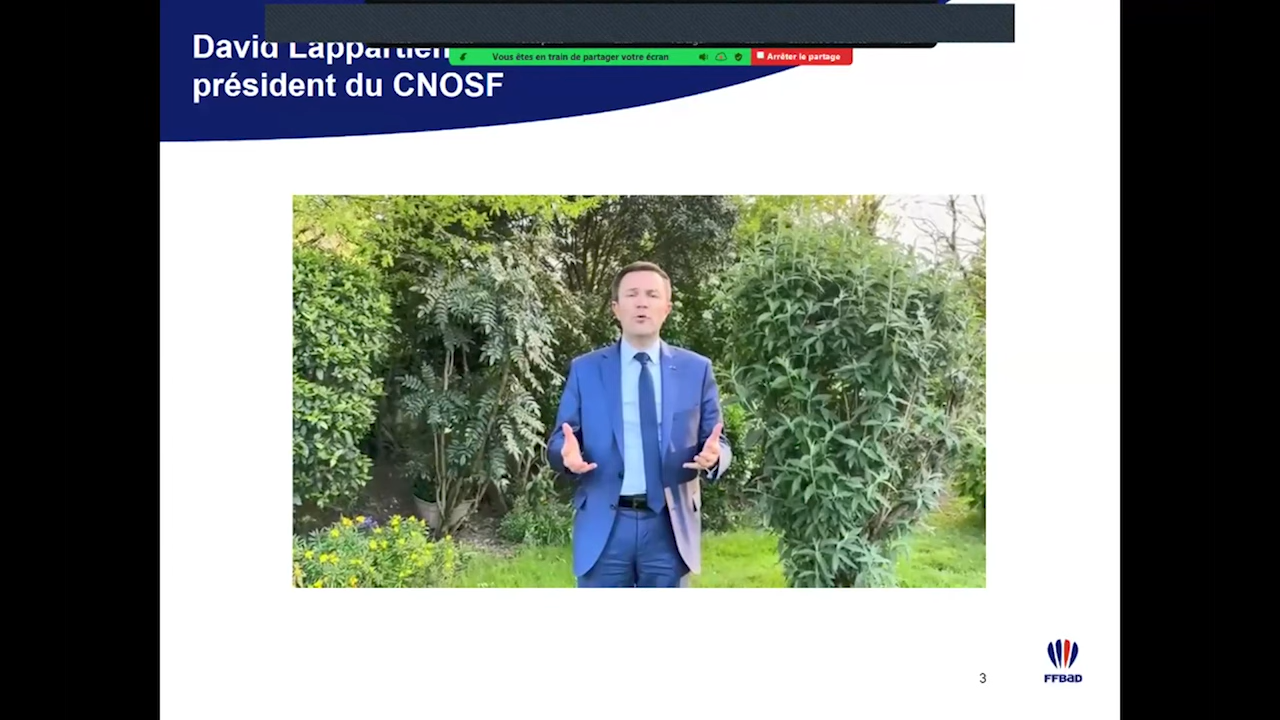 David Lappartien
président du CNOSF
Vous êtes en train de partager votre écran
Arrêter le partage
3
FFBaD